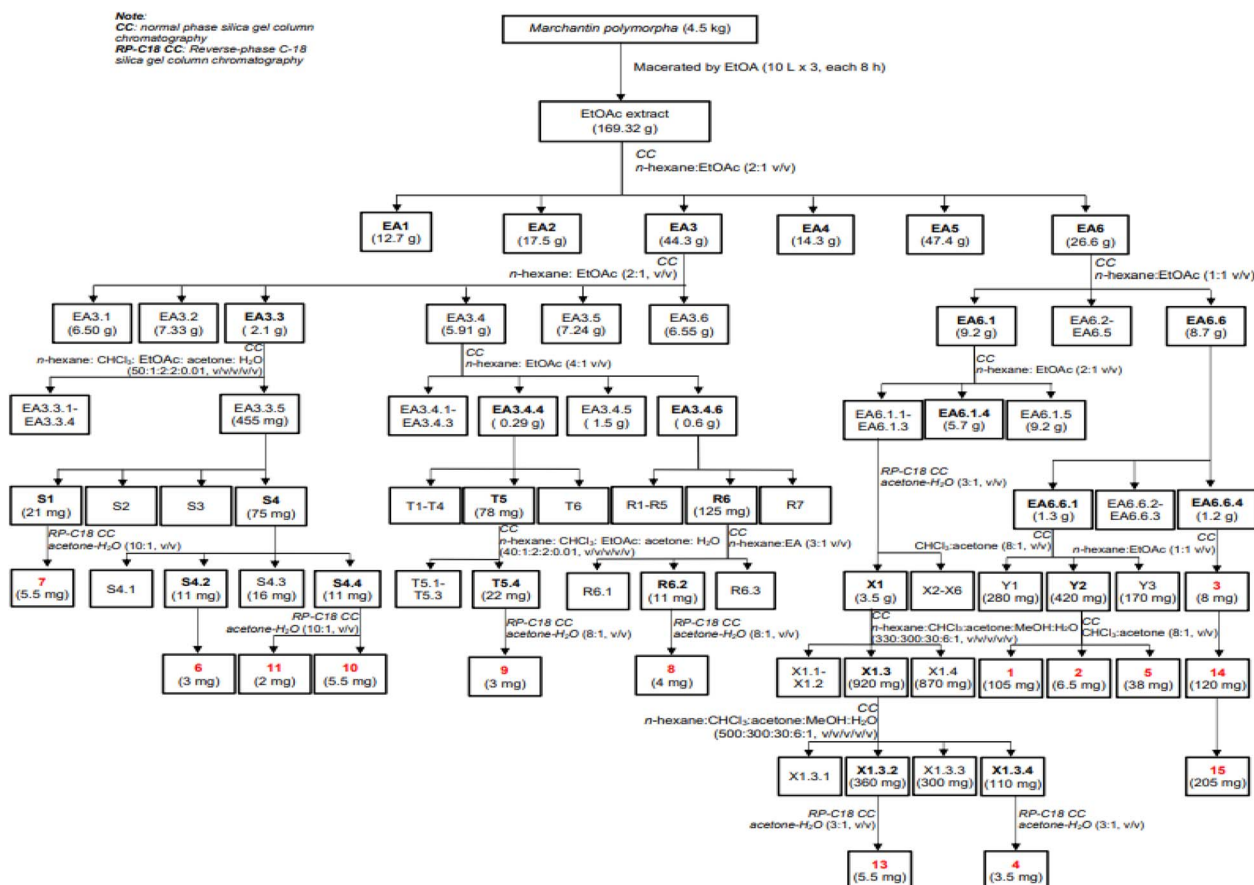 Note:
CC: normal phase silica gel column
chromatography
RP-C18 CC: Reverse-phase C-18
silica gel column chromatography
Marchantin polymorpha (4.5 kg)
Macerated by EtOA (10 L x 3, each 8 h)
EtOAc extract
(169.32 g)
CC
n-hexane:EtOAc (2:1 v/v)
EA1
(12.7 g)
EA2
(17.5 g)
EA3
(44.3 g)
EA4
(14.3 g)
EA5
(47.4 g)
EA6
(26.6 g)
CC
n-hexane: EtOAc (2:1, v/v)
CC
n-hexane:EtOAc (1:1 v/v)
EA3.1
(6.50 g)
EA3.2
(7.33 g)
EA3.3
( 2.1 g)
EA3.4
(5.91 g)
EA3.5
(7.24 g)
EA3.6
(6.55 g)
EA6.1
(9.2 g)
EA6.2-
EA6.5
EA6.6
(8.7 g)
CC
n-hexane: CHCl₃: EtOAc: acetone: H₂O
(50:1:2:2:0.01, v/v/v/v/v)
CC
n-hexane: EtOAc (4:1 v/v)
CC
n-hexane: EtOAc (2:1 v/v)
EA3.3.1-
EA3.3.4
EA3.3.5
(455 mg)
EA3.4.1-
EA3.4.3
EA3.4.4
( 0.29 g)
EA3.4.5
( 1.5 g)
EA3.4.6
( 0.6 g)
EA6.1.1-
EA6.1.3
EA6.1.4
(5.7 g)
EA6.1.5
(9.2 g)
RP-C18 CC
acetone-H₂O (3:1, v/v)
S1
(21 mg)
S2
S3
S4
(75 mg)
T1-T4
T5
(78 mg)
T6
R1-R5
R6
(125 mg)
R7
EA6.6.1
(1.3 g)
EA6.6.2-
EA6.6.3
EA6.6.4
(1.2 g)
RP-C18 CC
acetone-H₂O (10:1, v/v)
CC
n-hexane: CHCl₃: EtOAc: acetone: H₂O
(40:1:2:2:0.01, v/v/v/v/v)
CC
n-hexane:EA (3:1 v/v)
CHCl₃:acetone (8:1, v/v)
CC
n-hexane:EtOAc (1:1 v/v)
7
(5.5 mg)
S4.1
S4.2
(11 mg)
S4.3
(16 mg)
S4.4
(11 mg)
T5.1-
T5.3
T5.4
(22 mg)
R6.1
R6.2
(11 mg)
R6.3
X1
(3.5 g)
X2-X6
Y1
(280 mg)
Y2
(420 mg)
Y3
(170 mg)
3
(8 mg)
RP-C18 CC
acetone-H₂O (10:1, v/v)
RP-C18 CC
acetone-H₂O (8:1, v/v)
RP-C18 CC
acetone-H₂O (8:1, v/v)
CC
n-hexane:CHCl₃:acetone:MeOH:H₂O
(330:300:30:6:1, v/v/v/v/v)
CC
CHCl₃:acetone (8:1, v/v)
6
(3 mg)
11
(2 mg)
10
(5.5 mg)
9
(3 mg)
8
(4 mg)
X1.1-
X1.2
X1.3
(920 mg)
X1.4
(870 mg)
1
(105 mg)
2
(6.5 mg)
5
(38 mg)
14
(120 mg)
CC
n-hexane:CHCl₃:acetone:MeOH:H₂O
(500:300:30:6:1, v/v/v/v/v)
X1.3.1
X1.3.2
(360 mg)
X1.3.3
(300 mg)
X1.3.4
(110 mg)
15
(205 mg)
RP-C18 CC
acetone-H₂O (3:1, v/v)
RP-C18 CC
acetone-H₂O (3:1, v/v)
13
(5.5 mg)
4
(3.5 mg)